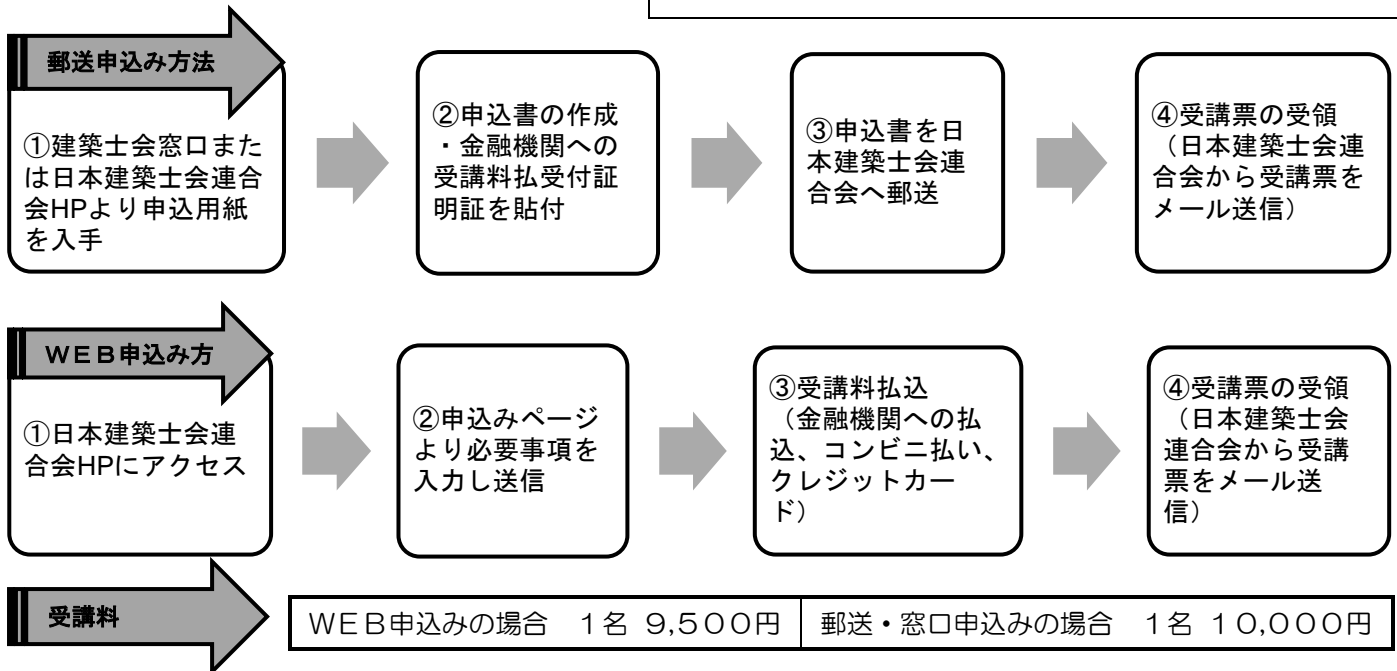 郵送申込み方法
①建築士会窓口また
は日本建築士会連合
会HPより申込用紙
を入手
②申込書の作成
・金融機関への
受講料払受付証
明証を貼付
③申込書を日
本建築士会連
合会へ郵送
④受講票の受領
（日本建築士会連
合会から受講票を
メール送信）
ＷＥＢ申込み方
①日本建築士会連
合会HPにアクセス
②申込みページ
より必要事項を
入力し送信
③受講料払込
（金融機関への払
込、コンビニ払い、
クレジットカー
ド）
④受講票の受領
（日本建築士会
連合会から受講
票をメール送
信）
受講料
ＷＥＢ申込みの場合　１名 ９,５００円
郵送・窓口申込みの場合　１名 １０,０００円